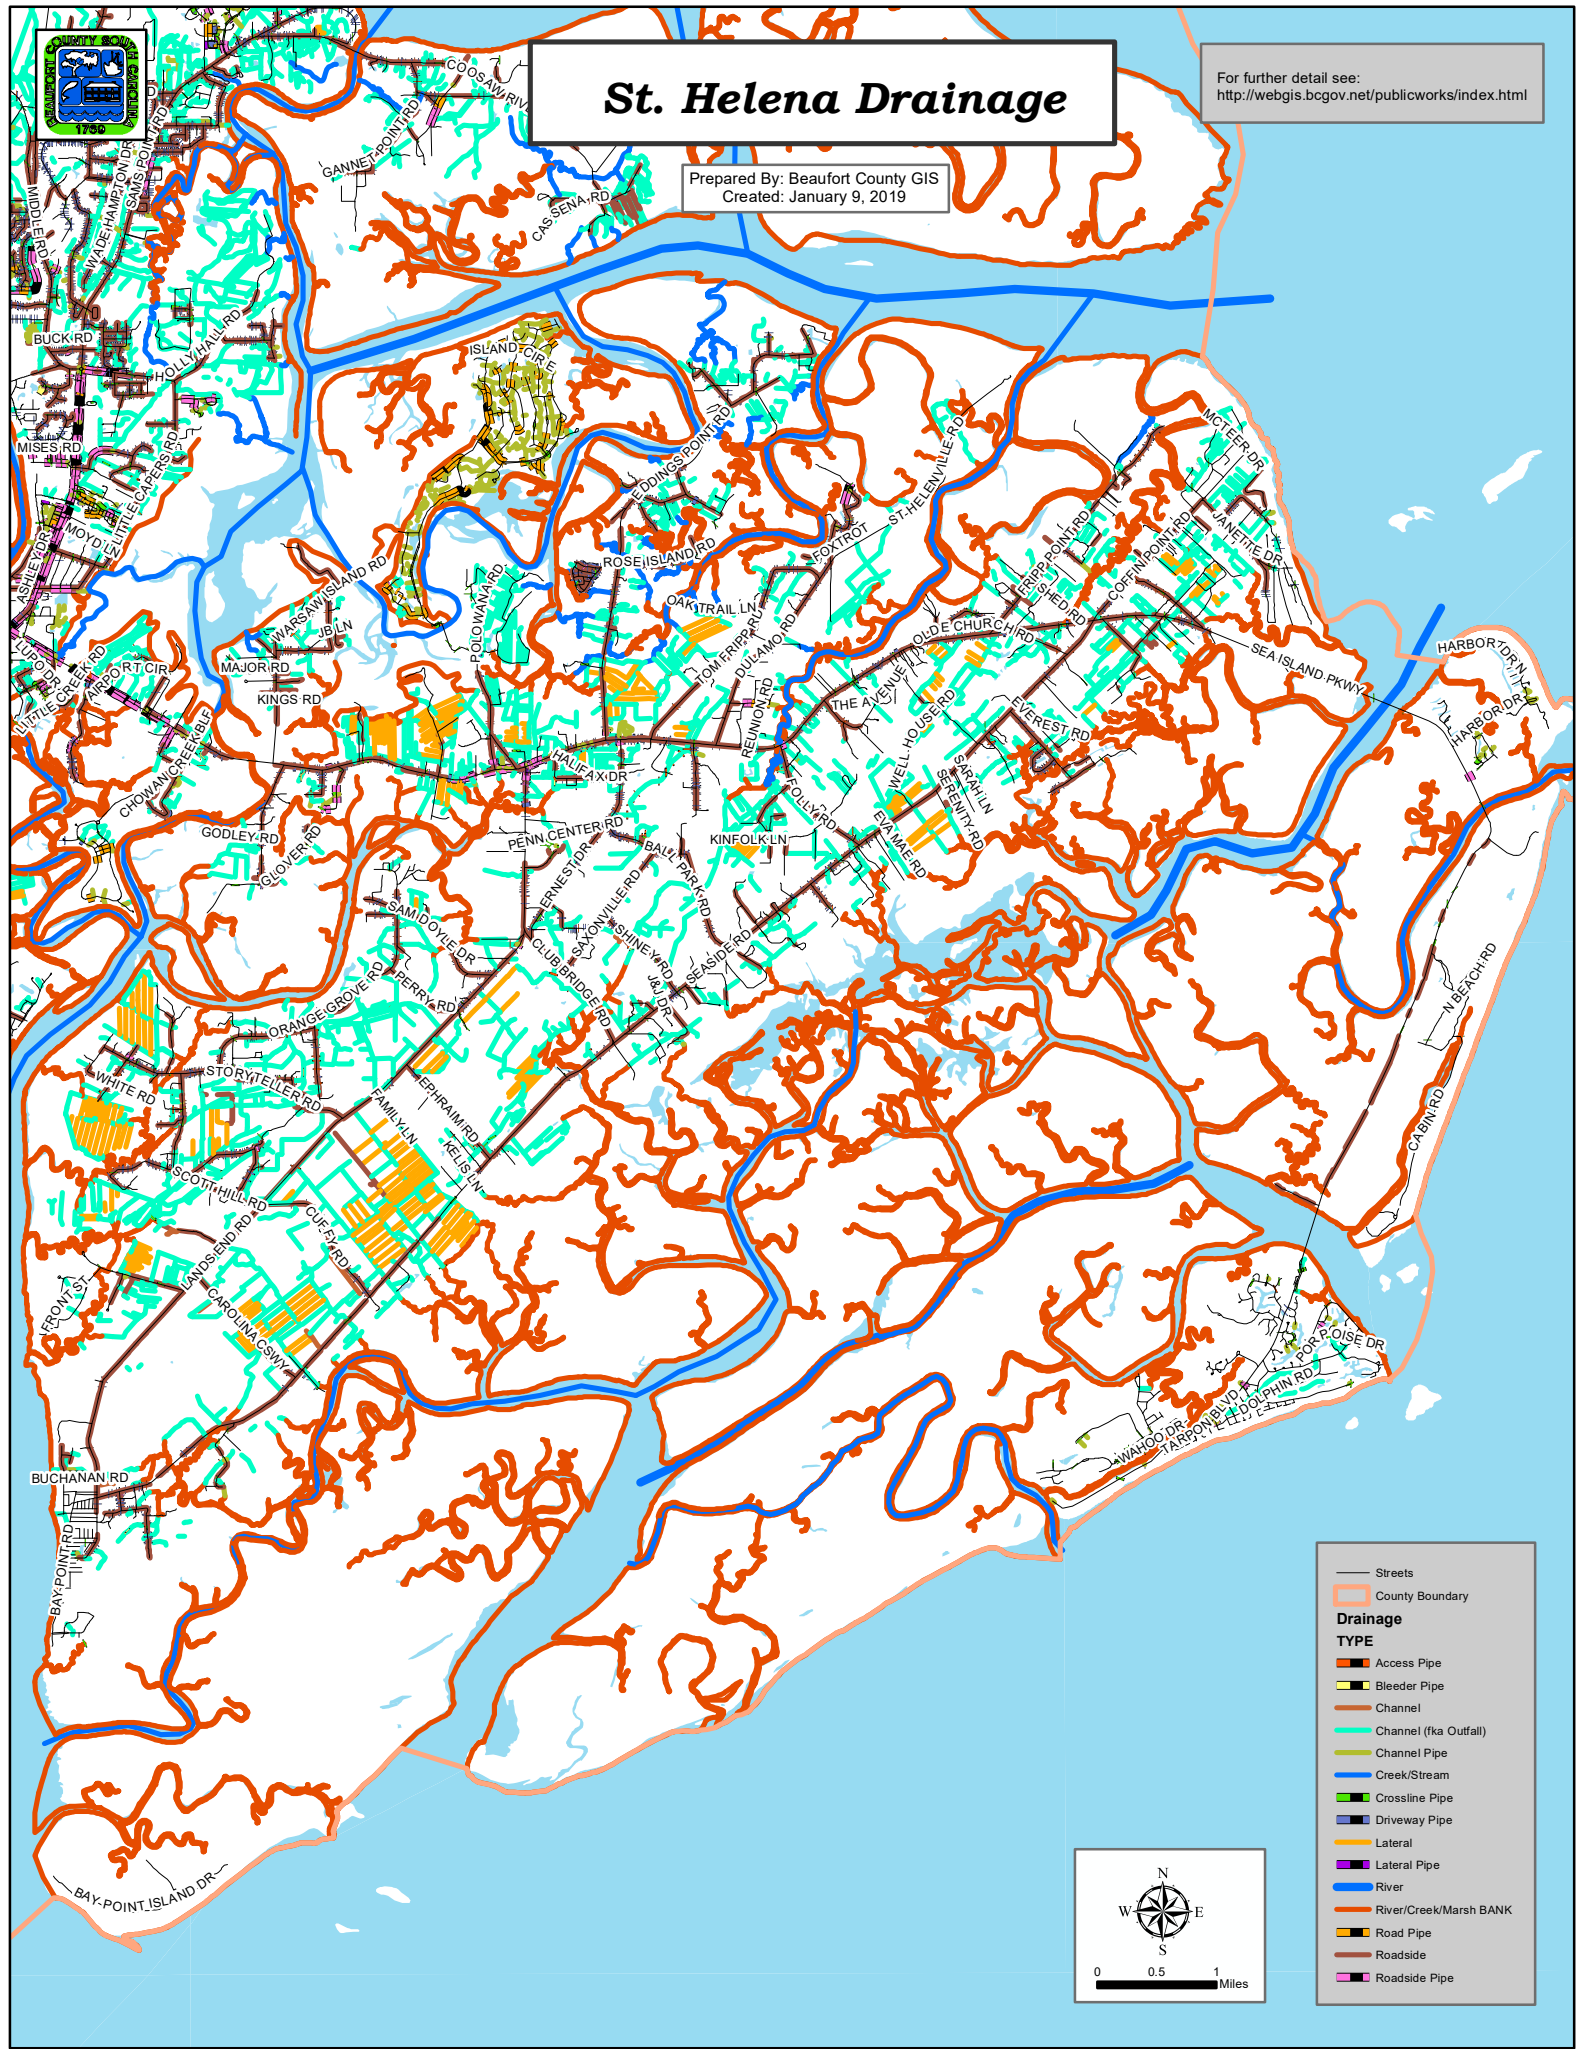 BEAUFORT COUNTY SOUTH CAROLINA
1769
St. Helena Drainage
For further detail see:
http://webgis.bcgov.net/publicworks/index.html
Prepared By: Beaufort County GIS
Created: January 9, 2019
GANNET POINT RD
CAS SENA RD
MIDDLE RD
WADE HAMPTON DR
SAMS POINT RD
BUCK RD
HOLLY HALL RD
ISLAND CIR E
MISES RD
LITTLE CAPERS RD
MOYD LN
ASHLEY DR
EDDINGS POINT RD
ST HELENVILLE RD
MCTEER DR
JANETTE DR
ROSE ISLAND RD
FOXTROT
FRIPP POINT RD
COFFIN POINT RD
SHED RD
WARSAW ISLAND RD
JB LN
POLOWANA RD
OAK TRAIL LN
TOM FRIPP RD
DULAMO RD
OLDE CHURCH RD
SEA ISLAND PKWY
HARBOR DR N
HARBOR DR
LUTO DR
LITTLE CREEK RD
AIRPORT CIR
MAJOR RD
KINGS RD
REUNION RD
THE AVENUE
WELL HOUSE RD
EVEREST RD
CHOWAN CREEK BLF
HALIFAX DR
SARAH LN
SERENITY RD
FOLLY RD
EVA MAE RD
GODLEY RD
GLOVER RD
PENN CENTER RD
BALL PARK RD
KINFOLK LN
ERNEST DR
SAXONVILLE RD
SAM DOYLE DR
CLUB BRIDGE RD
SHINEY RD
J&J DR
SEASIDE RD
PERRY RD
ORANGE GROVE RD
N BEACH RD
WHITE RD
STORYTELLER RD
FAMILY LN
EPHRAIM RD
KELIS LN
CABIN RD
SCOTT HILL RD
CUFFY RD
LANDS END RD
FRONT ST
CAROLINA CSWY
PORPOISE DR
DOLPHIN RD
TARPON BLVD
WAHOO DR
BUCHANAN RD
BAY POINT RD
BAY POINT ISLAND DR
Streets
County Boundary
Drainage
TYPE
Access Pipe
Bleeder Pipe
Channel
Channel (fka Outfall)
Channel Pipe
Creek/Stream
Crossline Pipe
Driveway Pipe
Lateral
Lateral Pipe
River
River/Creek/Marsh BANK
Road Pipe
Roadside
Roadside Pipe
N
W E
S
0 0.5 1
Miles